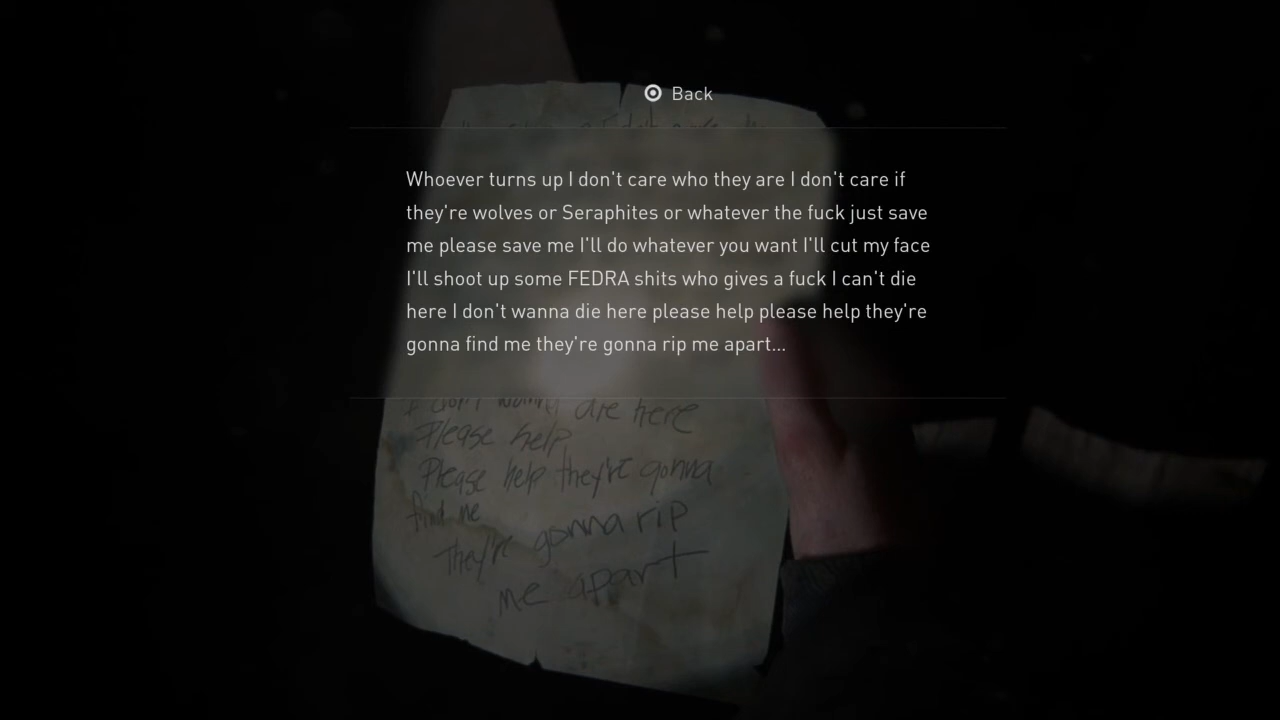 Back
Whoever turns up I don't care who they are I don't care if
they're wolves or Seraphites or whatever the fuck just save
me please save me I'll do whatever you want I'll cut my face
I'll shoot up some FEDRA shits who gives a fuck I can't die
here I don't wanna die here please help please help they're
gonna find me they're gonna rip me apart...
I don't wanna die here
Please help
Please help they're gonna
find me
They're gonna rip
me apart